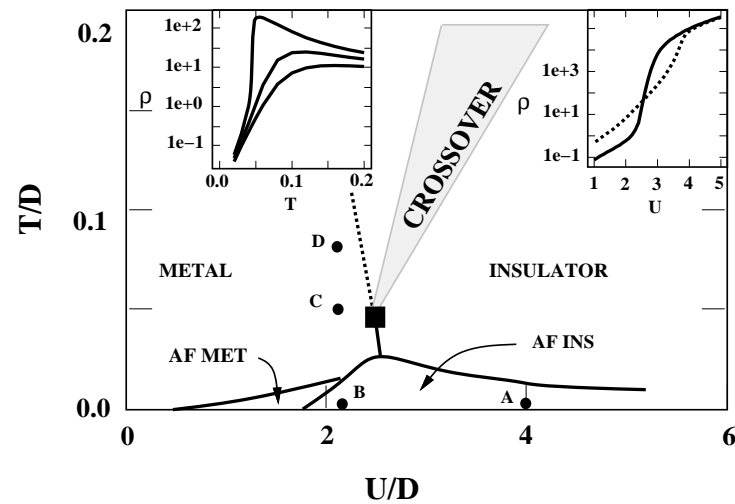 0.2
1e+2
1e+1
ρ
1e+0
1e−1
0.0 0.1 0.2
T
CROSSOVER
1e+3
ρ
1e+1
1e−1
1 2 3 4 5
U
T/D
0.1
D
METAL
INSULATOR
C
AF MET
AF INS
B
A
0.0
0 2 4 6
U/D